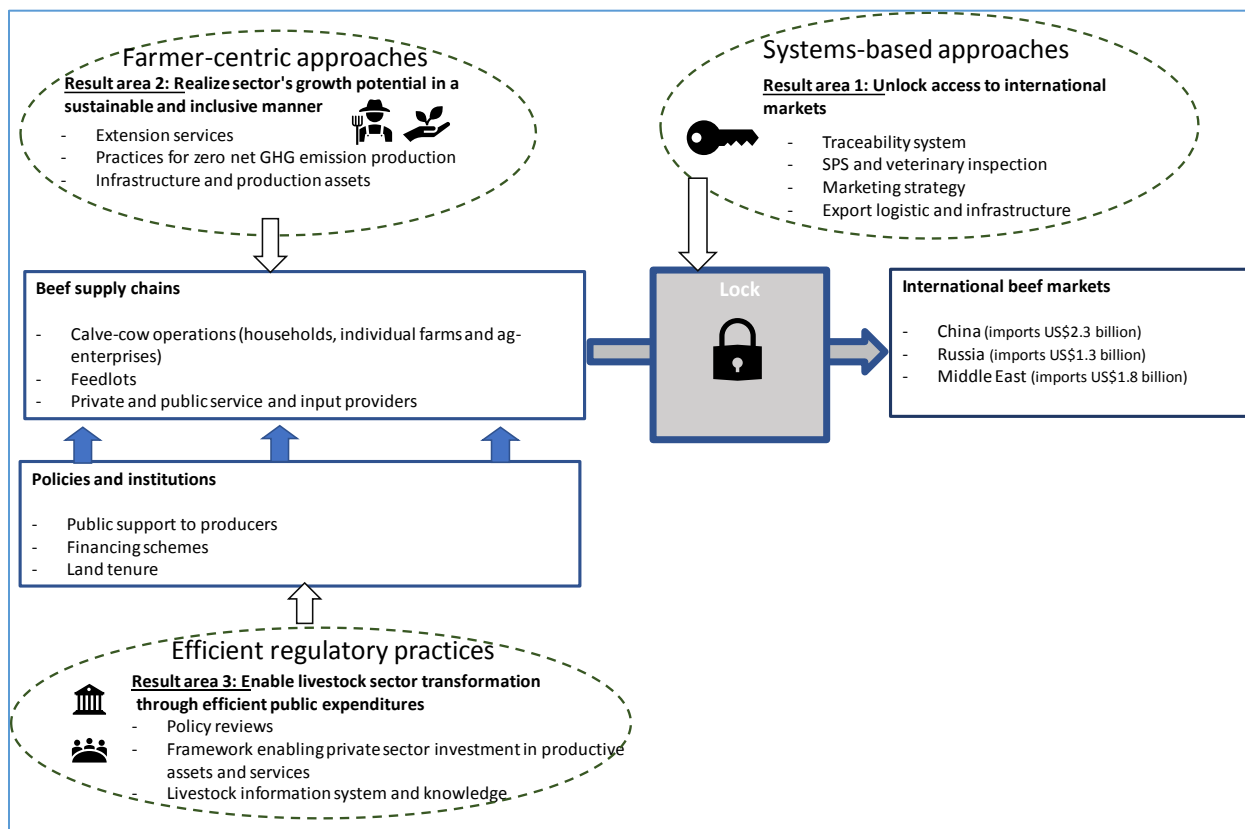 Farmer-centric approaches
Result area 2: Realize sector's growth potential in a
sustainable and inclusive manner
- Extension services
- Practices for zero net GHG emission production
- Infrastructure and production assets
Systems-based approaches
Result area 1: Unlock access to international
markets
- Traceability system
- SPS and veterinary inspection
- Marketing strategy
- Export logistic and infrastructure
Beef supply chains
- Calve-cow operations (households, individual farms and ag-
enterprises)
- Feedlots
- Private and public service and input providers
Lock
International beef markets
- China (imports US$2.3 billion)
- Russia (imports US$1.3 billion)
- Middle East (imports US$1.8 billion)
Policies and institutions
- Public support to producers
- Financing schemes
- Land tenure
Efficient regulatory practices
Result area 3: Enable livestock sector transformation
through efficient public expenditures
- Policy reviews
- Framework enabling private sector investment in productive
assets and services
- Livestock information system and knowledge